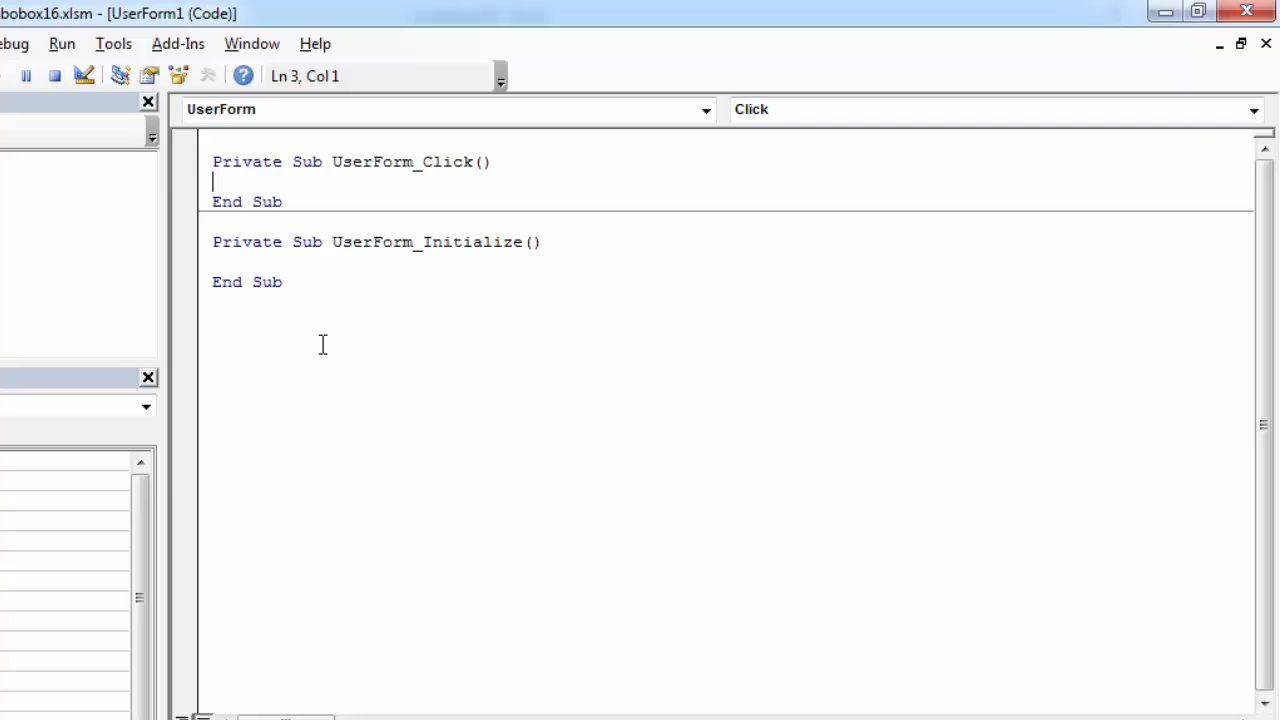 bobox16.xlsm - [UserForm1 (Code)]
ebug Run Tools Add-Ins Window Help
Ln 3, Col 1
UserForm Click
Private Sub UserForm_Click()
End Sub
Private Sub UserForm_Initialize()
End Sub